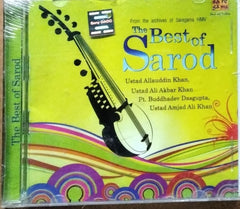 From the archives of Saregama HMV
The Best of
Sarod
Ustad Allauddin Khan,
Ustad Ali Akbar Khan
Pt. Buddhadev Dasgupta,
Ustad Amjad Ali Khan
The Best of Sarod